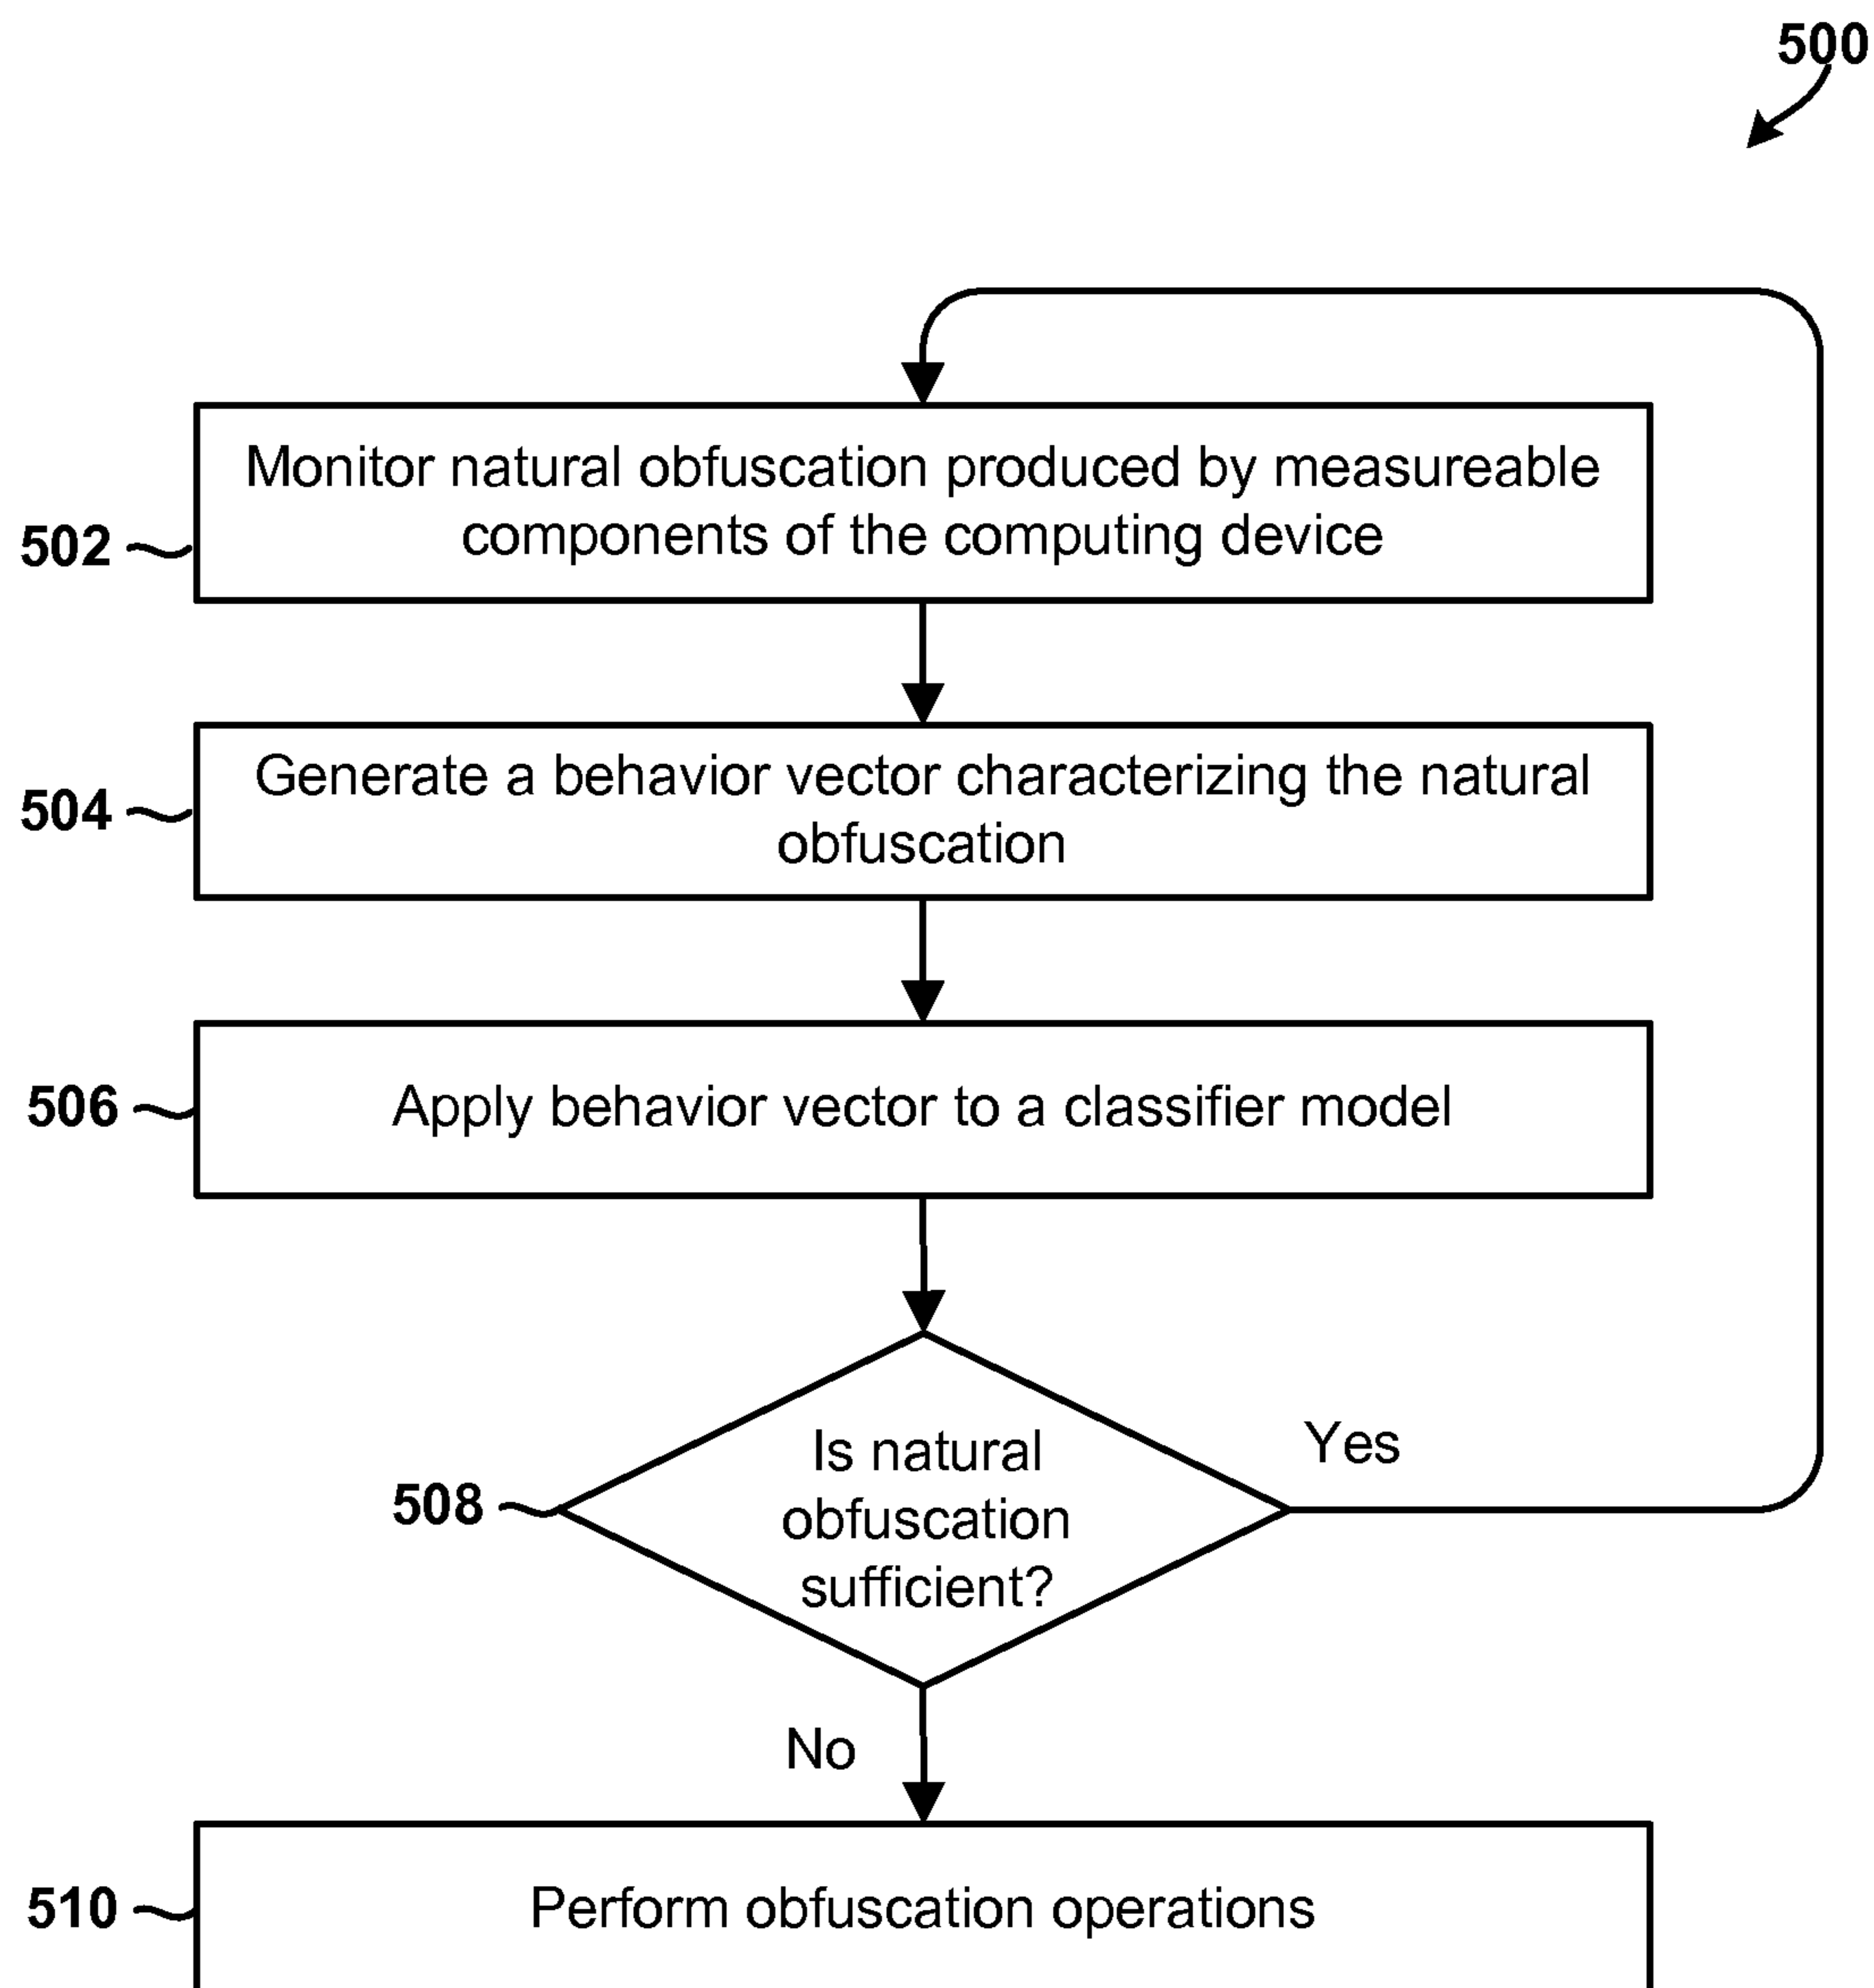 500
Monitor natural obfuscation produced by measureable
components of the computing device
502
Generate a behavior vector characterizing the natural
obfuscation
504
Apply behavior vector to a classifier model
506
Is natural
obfuscation
sufficient?
508
Yes
No
Perform obfuscation operations
510